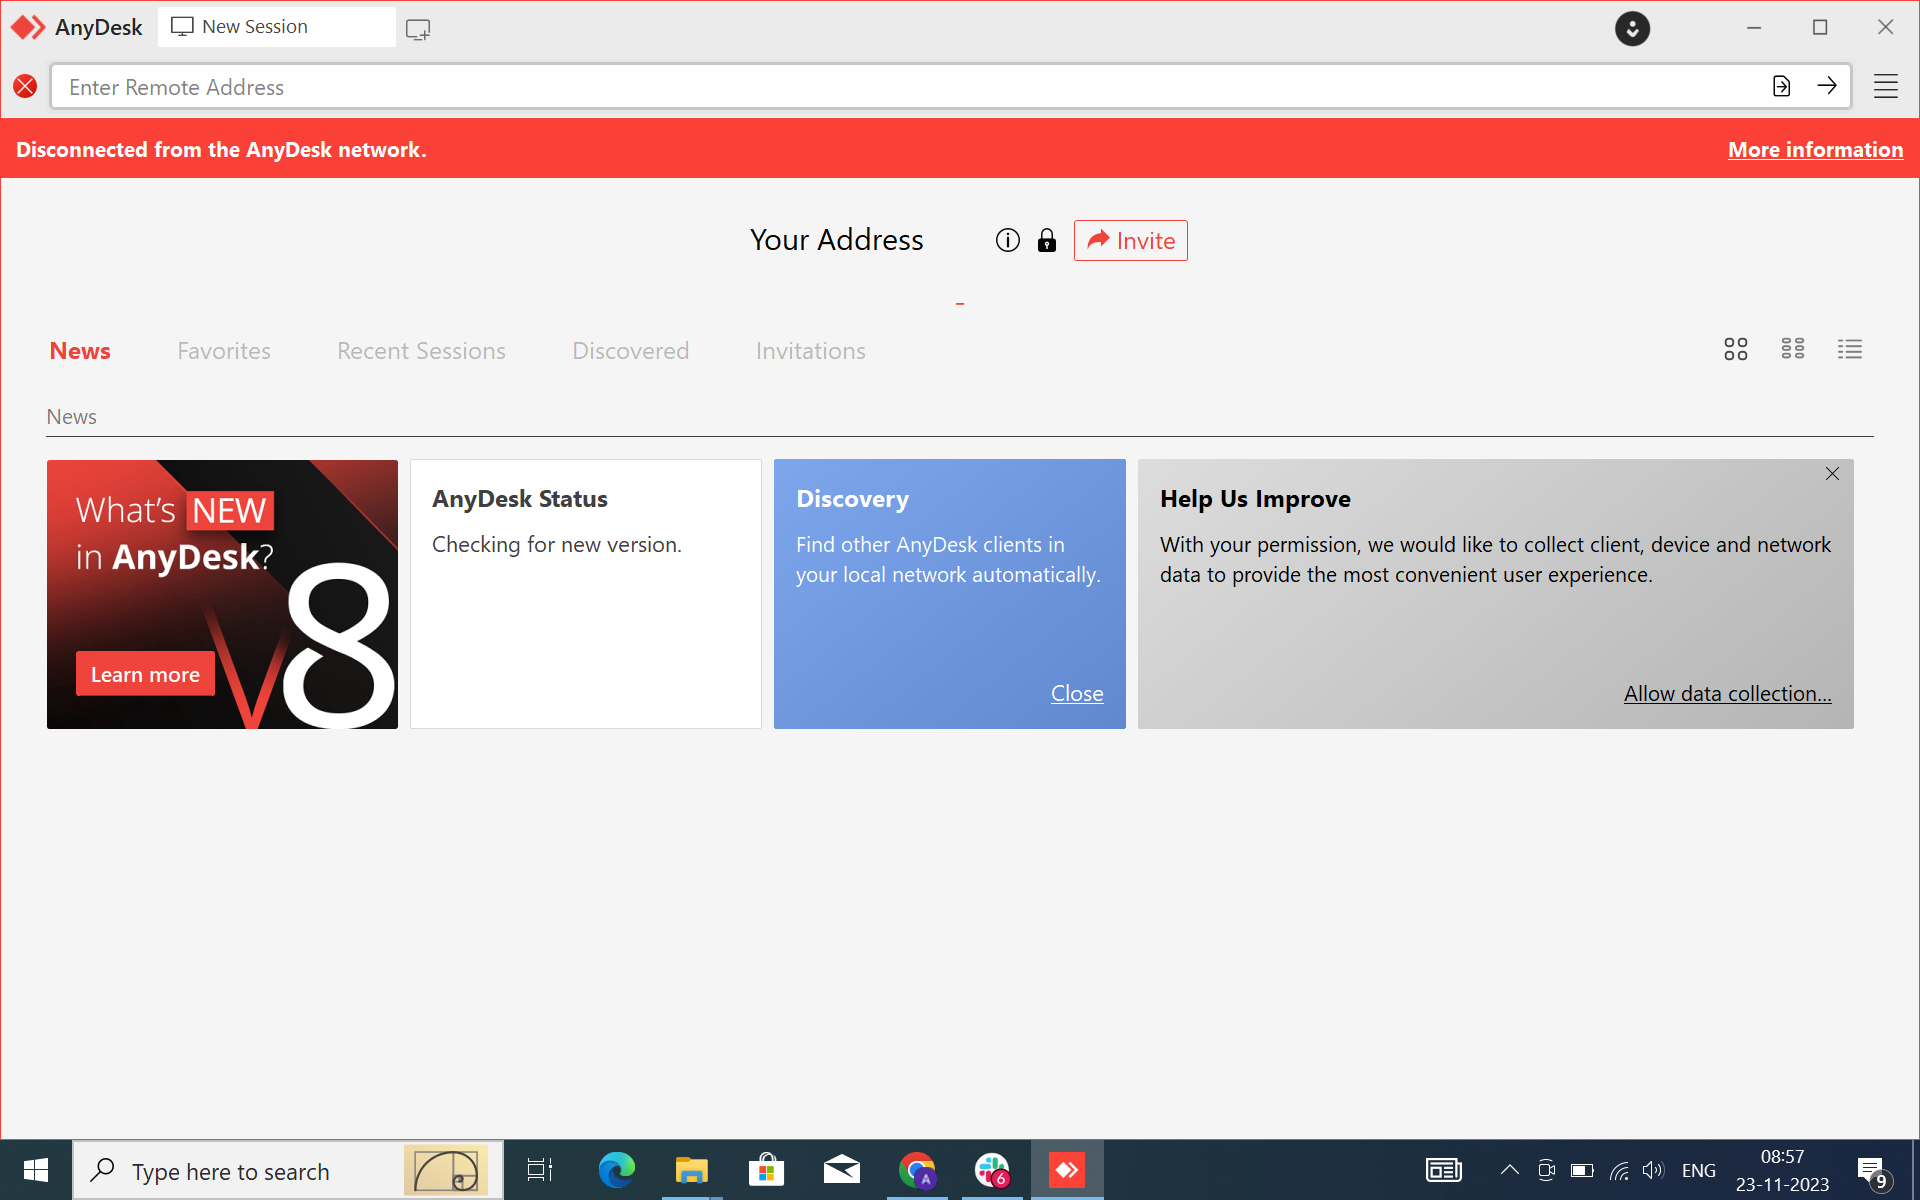 AnyDesk
New Session
Enter Remote Address
Disconnected from the AnyDesk network.
More information
Your Address
Invite
-
News
Favorites
Recent Sessions
Discovered
Invitations
News
What's NEW
in AnyDesk?
V8
Learn more
AnyDesk Status
Checking for new version.
Discovery
Find other AnyDesk clients in
your local network automatically.
Close
Help Us Improve
With your permission, we would like to collect client, device and network
data to provide the most convenient user experience.
Allow data collection...
Type here to search
A
6
ENG
08:57
23-11-2023
9